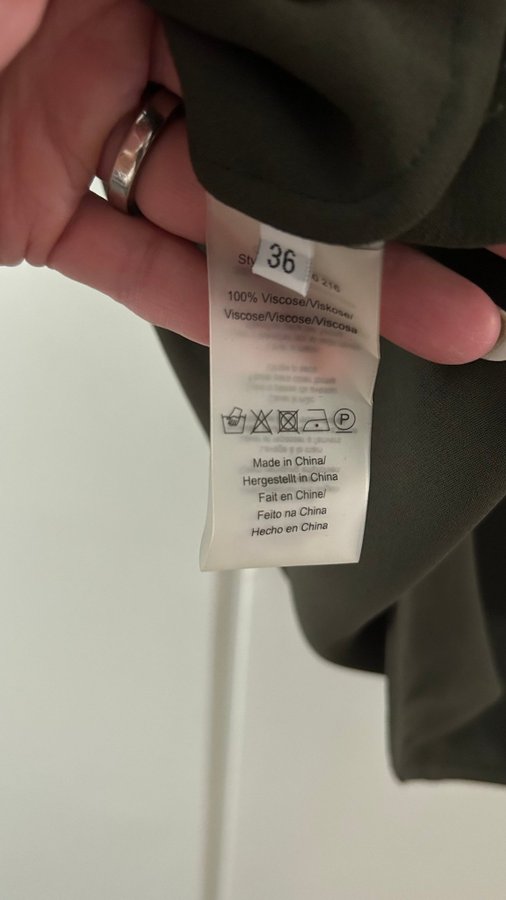 36
100% Viscose/Viskose/
Viscose/Viscose/Viscosa
P
Made in China/
Hergestellt in China
Fait en Chine/
Feito na China
Hecho en China